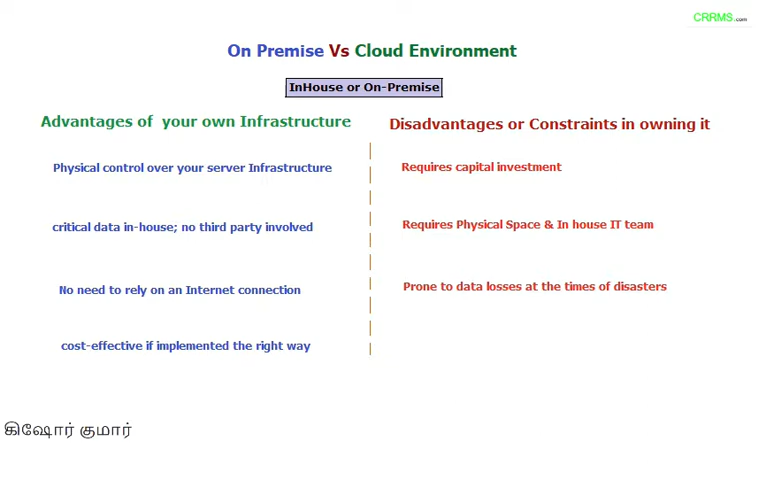 CRRMS.com
On Premise Vs Cloud Environment
InHouse or On-Premise
Advantages of your own Infrastructure
Physical control over your server Infrastructure
critical data in-house; no third party involved
No need to rely on an Internet connection
cost-effective if implemented the right way
Disadvantages or Constraints in owning it
Requires capital investment
Requires Physical Space & In house IT team
Prone to data losses at the times of disasters
கிஷோர் குமார்